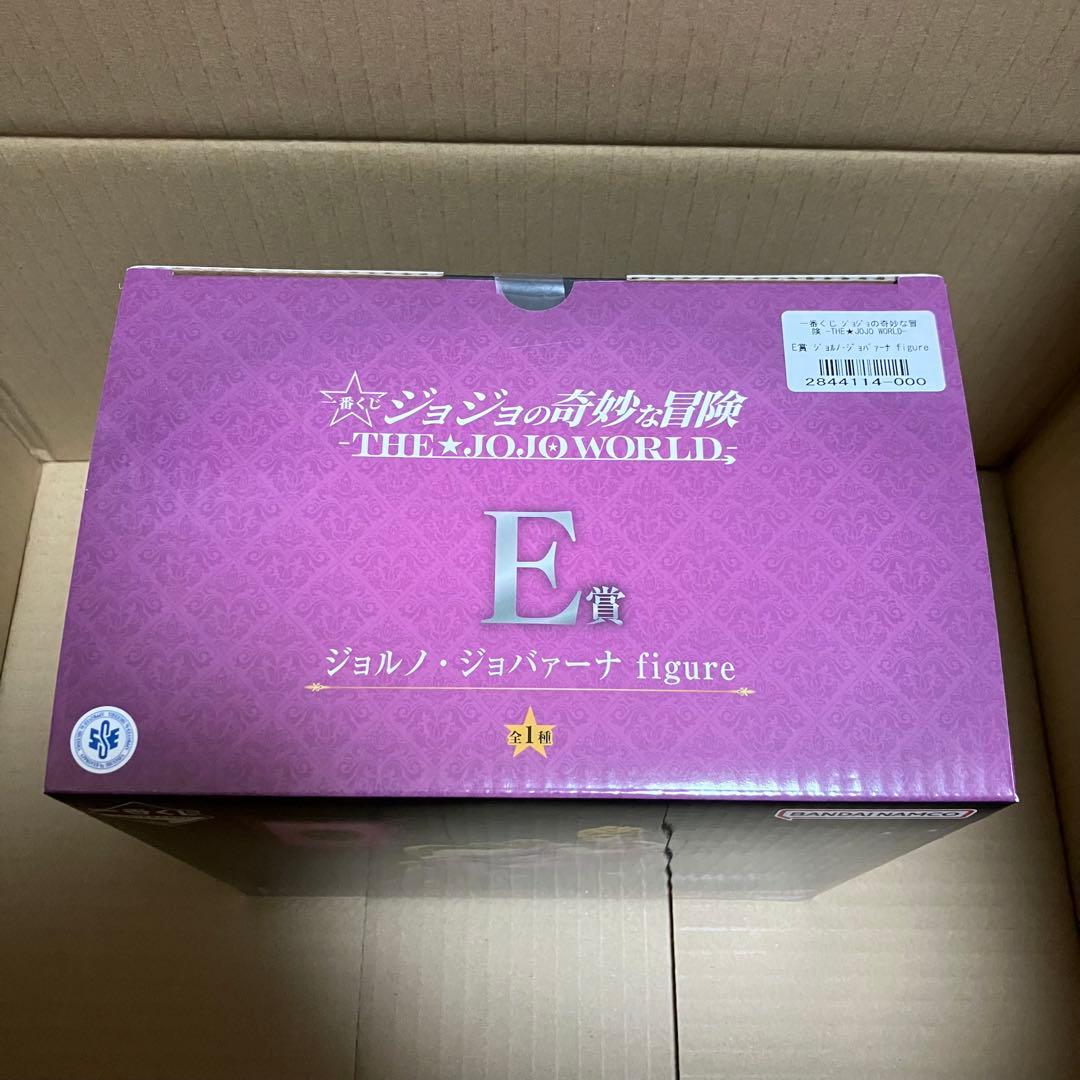 一番くじ ジョジョの奇妙な冒
険 -THE★JOJO WORLD-
E賞 ジョルノ・ジョバァーナ figure
2844114-000
一番くじ ジョジョの奇妙な冒険
-THE★JOJO WORLD-
E賞
ジョルノ・ジョバァーナ figure
全1種
BANDAI NAMCO